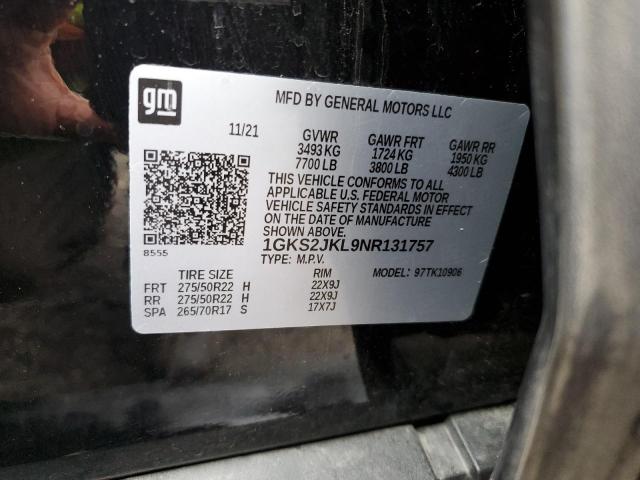 gm
MFD BY GENERAL MOTORS LLC
11/21 GVWR GAWR FRT GAWR RR
3493 KG 1724 KG 1950 KG
7700 LB 3800 LB 4300 LB
THIS VEHICLE CONFORMS TO ALL
APPLICABLE U.S. FEDERAL MOTOR
VEHICLE SAFETY STANDARDS IN EFFECT
ON THE DATE OF MANUFACTURE
SHOWN ABOVE.
8555 1GKS2JKL9NR131757
TYPE: M.P.V. MODEL: 97TK10906
TIRE SIZE RIM
FRT 275/50R22 H 22X9J
RR 275/50R22 H 22X9J
SPA 265/70R17 S 17X7J